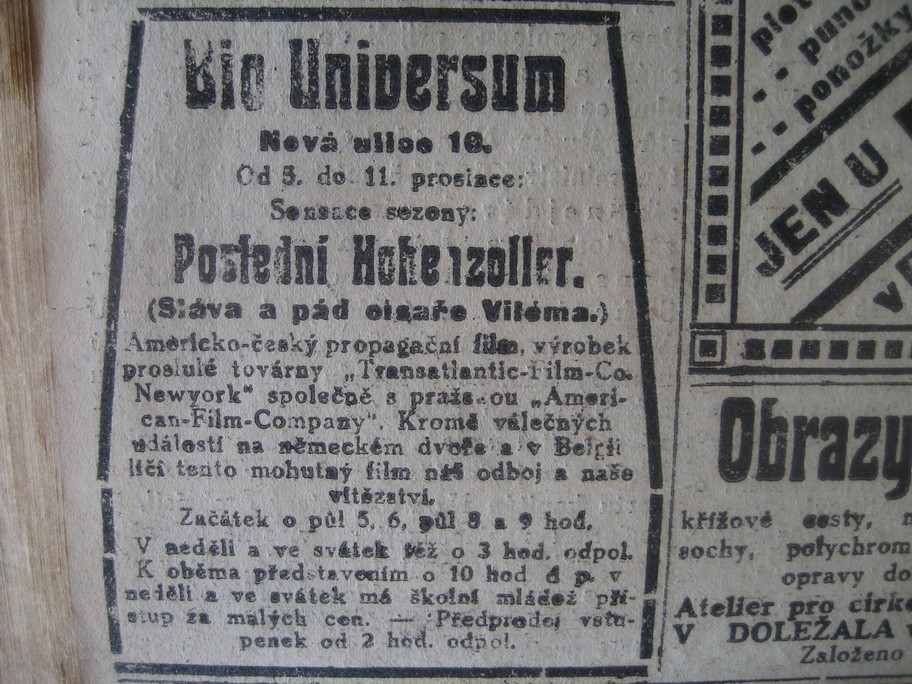 Bio Universum
Nová ulice 10.
Od 5. do 11. prosince:
Sensace sezony:
Poslední Hohenzoller.
(Sláva a pád císaře Viléma.)
Americko-český propagační film, výrobek
proslulé továrny „Transatlantic-Film-Co.
Newyork" společně s pražskou „Ameri-
can-Film-Company". Kromě válečných
událostí na německém dvoře a v Belgii
líčí tento mohutný film náš odboj a naše
vítězství.
Začátek o půl 5, 6, půl 8 a 9 hod.
V neděli a ve svátek též o 3 hod. odpol.
K oběma představením o 10 hod d p. v
neděli a ve svátek má školní mládež pří-
stup za malých cen. — Předprodej vstu-
penek od 2 hod. odpol.
- - puno
- - ponožky
JEN U
Obrazy
křížové cesty,
sochy, polychrom
opravy do
Atelier pro círke
V DOLEŽALA
Založeno